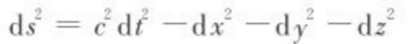 ds² = c²dt² − dx² − dy² − dz²